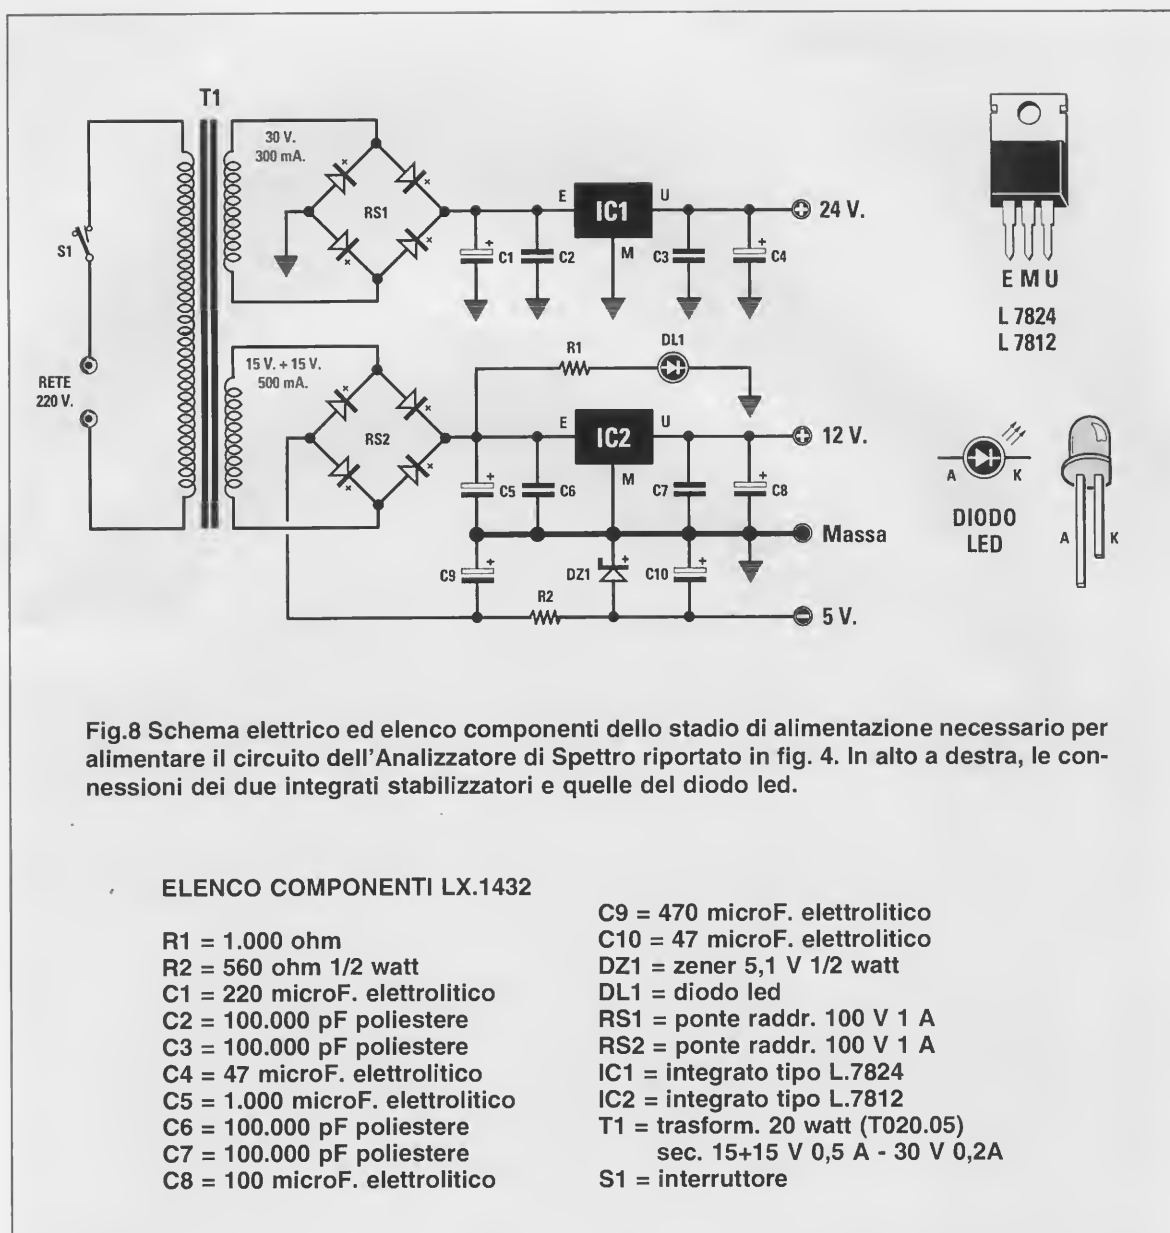 T1
30 V.
300 mA.
RS1
S1
E
IC1
U
M
C1
C2
C3
C4
24 V.
RETE
220 V.
15 V. + 15 V.
500 mA.
RS2
R1
DL1
E
IC2
U
M
C5
C6
C7
C8
12 V.
Massa
C9
DZ1
C10
R2
5 V.
E M U
L 7824
L 7812
A
K
DIODO
LED
A
K
Fig.8 Schema elettrico ed elenco componenti dello stadio di alimentazione necessario per
alimentare il circuito dell'Analizzatore di Spettro riportato in fig. 4. In alto a destra, le con-
nessioni dei due integrati stabilizzatori e quelle del diodo led.
ELENCO COMPONENTI LX.1432
R1 = 1.000 ohm
R2 = 560 ohm 1/2 watt
C1 = 220 microF. elettrolitico
C2 = 100.000 pF poliestere
C3 = 100.000 pF poliestere
C4 = 47 microF. elettrolitico
C5 = 1.000 microF. elettrolitico
C6 = 100.000 pF poliestere
C7 = 100.000 pF poliestere
C8 = 100 microF. elettrolitico
C9 = 470 microF. elettrolitico
C10 = 47 microF. elettrolitico
DZ1 = zener 5,1 V 1/2 watt
DL1 = diodo led
RS1 = ponte raddr. 100 V 1 A
RS2 = ponte raddr. 100 V 1 A
IC1 = integrato tipo L.7824
IC2 = integrato tipo L.7812
T1 = trasform. 20 watt (T020.05)
sec. 15+15 V 0,5 A - 30 V 0,2A
S1 = interruttore